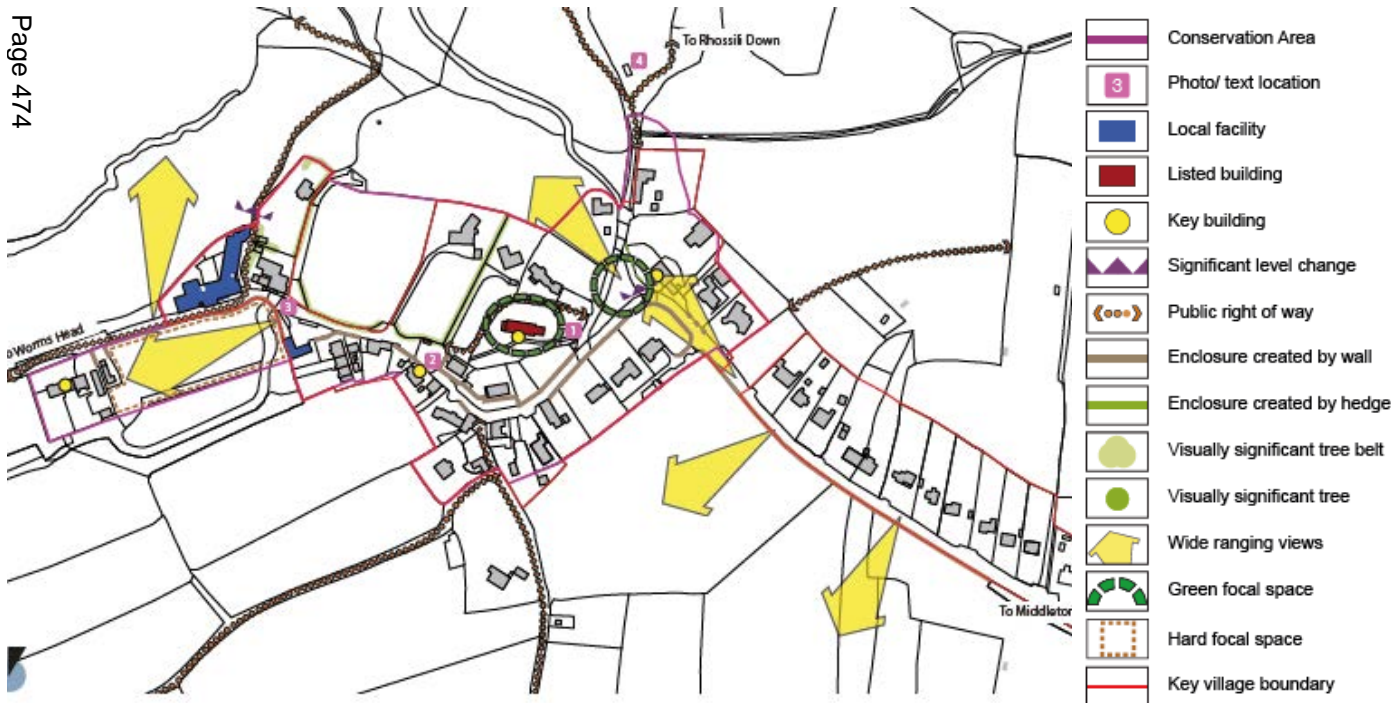 Page 474
To Rhossili Down
4
3
1
2
o Worms Head
To Middleton
Conservation Area
3
Photo/ text location
Local facility
Listed building
Key building
Significant level change
Public right of way
Enclosure created by wall
Enclosure created by hedge
Visually significant tree belt
Visually significant tree
Wide ranging views
Green focal space
Hard focal space
Key village boundary